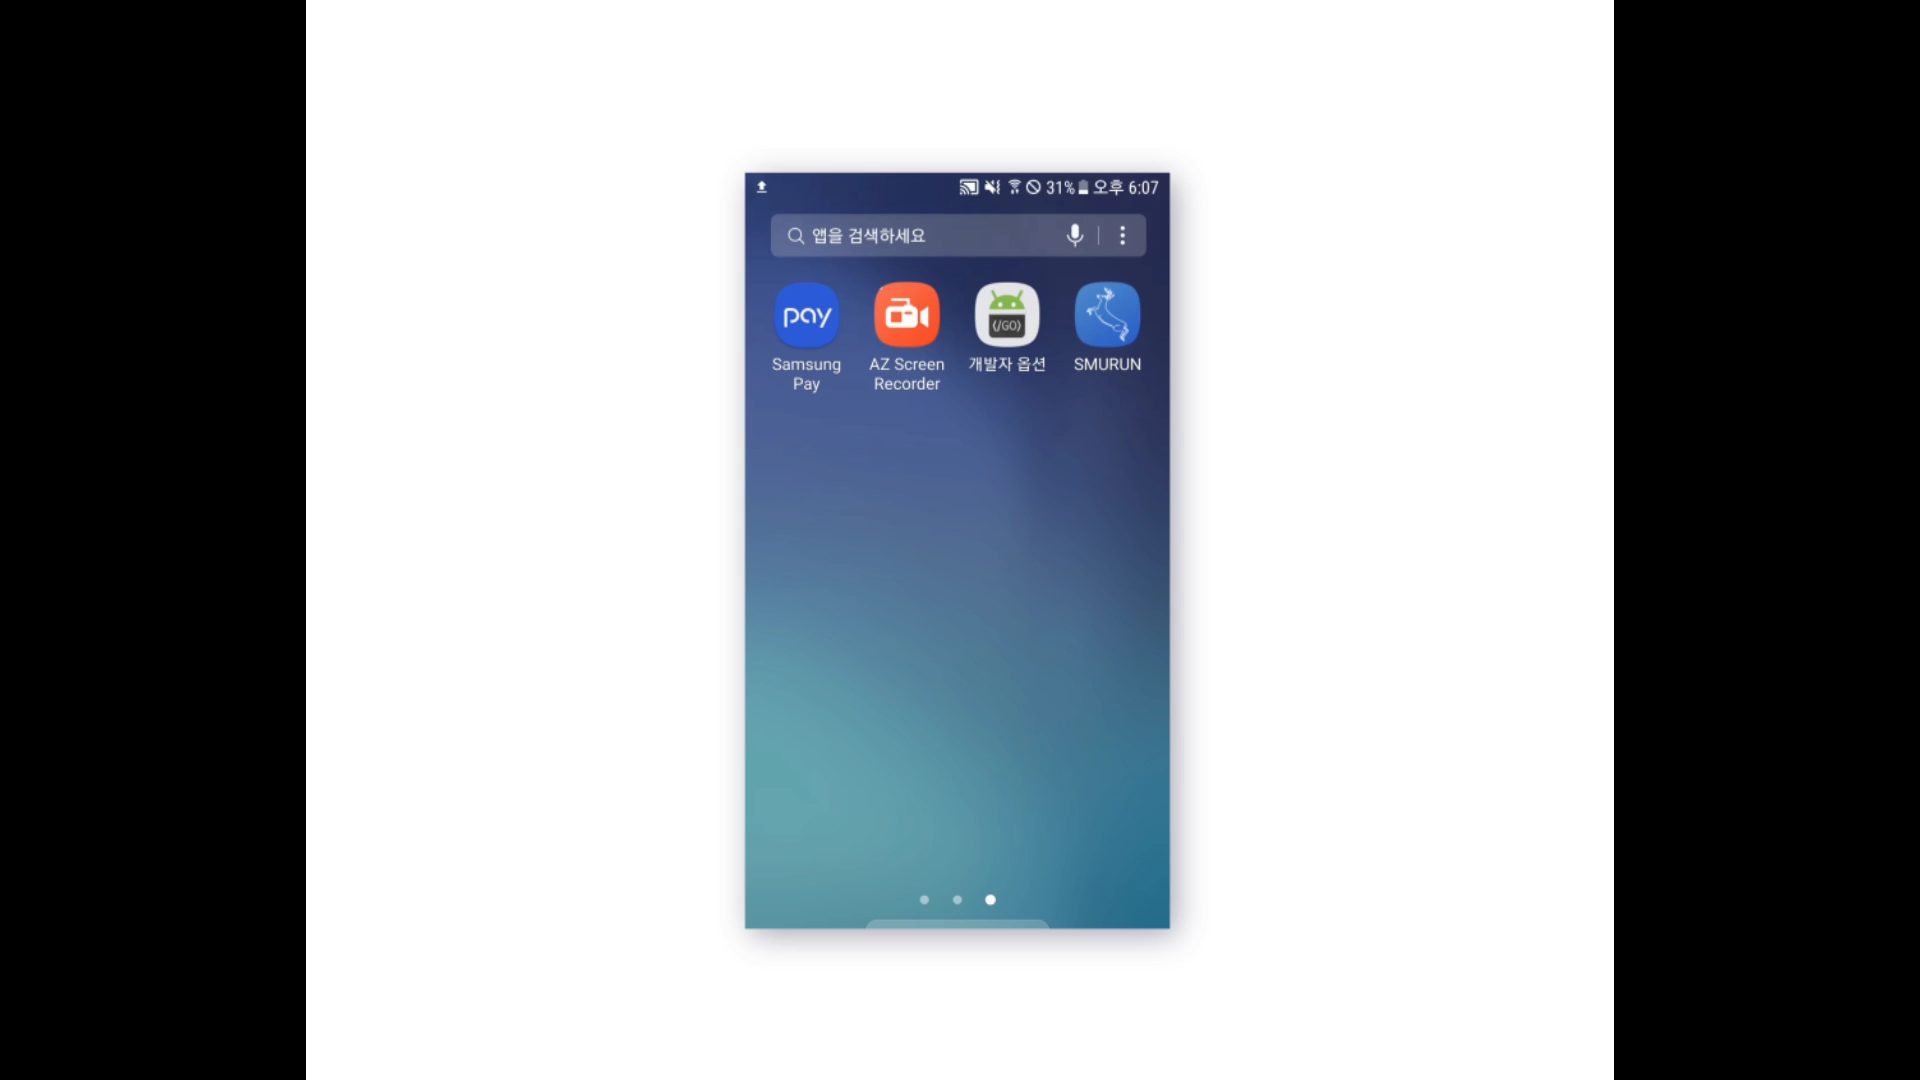 31% 오후 6:07
앱을 검색하세요
pay
</GO>
Samsung Pay
AZ Screen Recorder
개발자 옵션
SMURUN